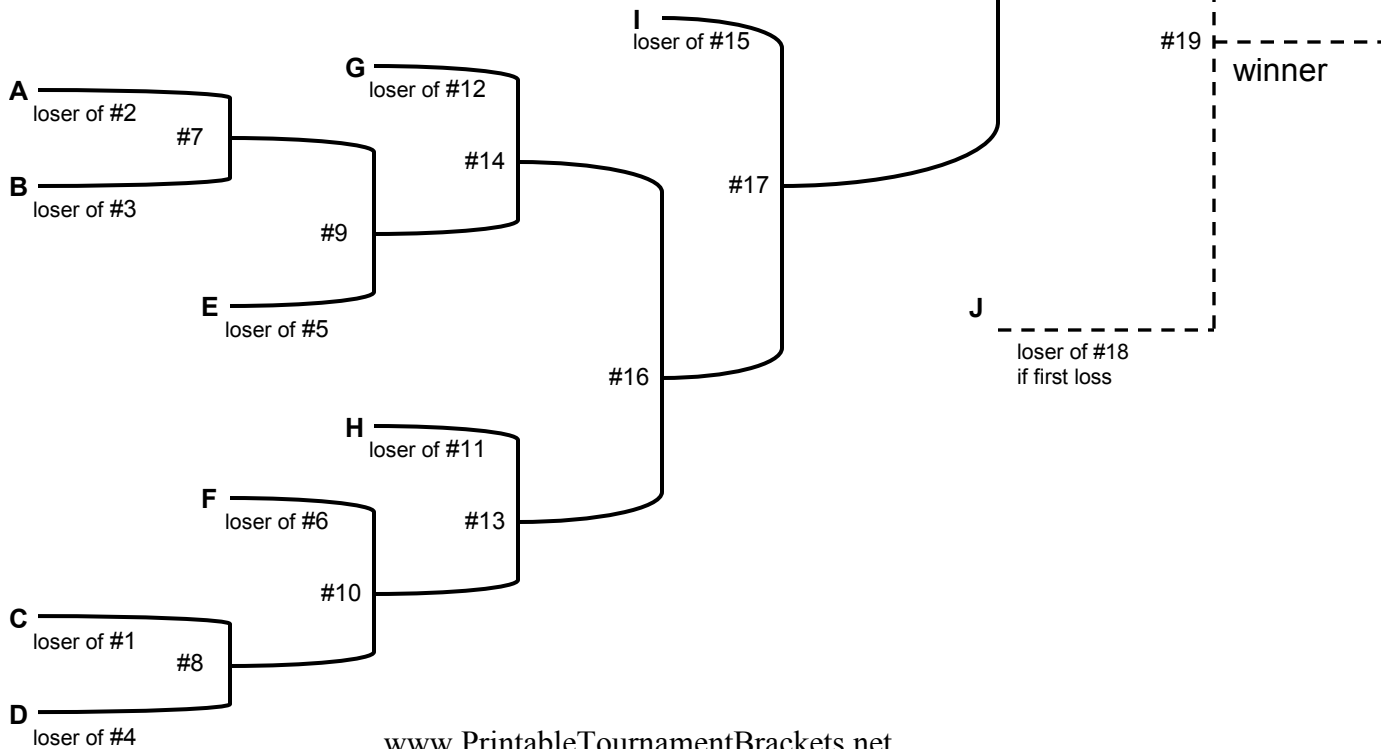 I
loser of #15
#19
winner
G
loser of #12
A
loser of #2
#7
#14
B
loser of #3
#17
#9
E
loser of #5
J
loser of #18
if first loss
#16
H
loser of #11
F
loser of #6
#13
#10
C
loser of #1
#8
D
loser of #4
www.PrintableTournamentBrackets.net